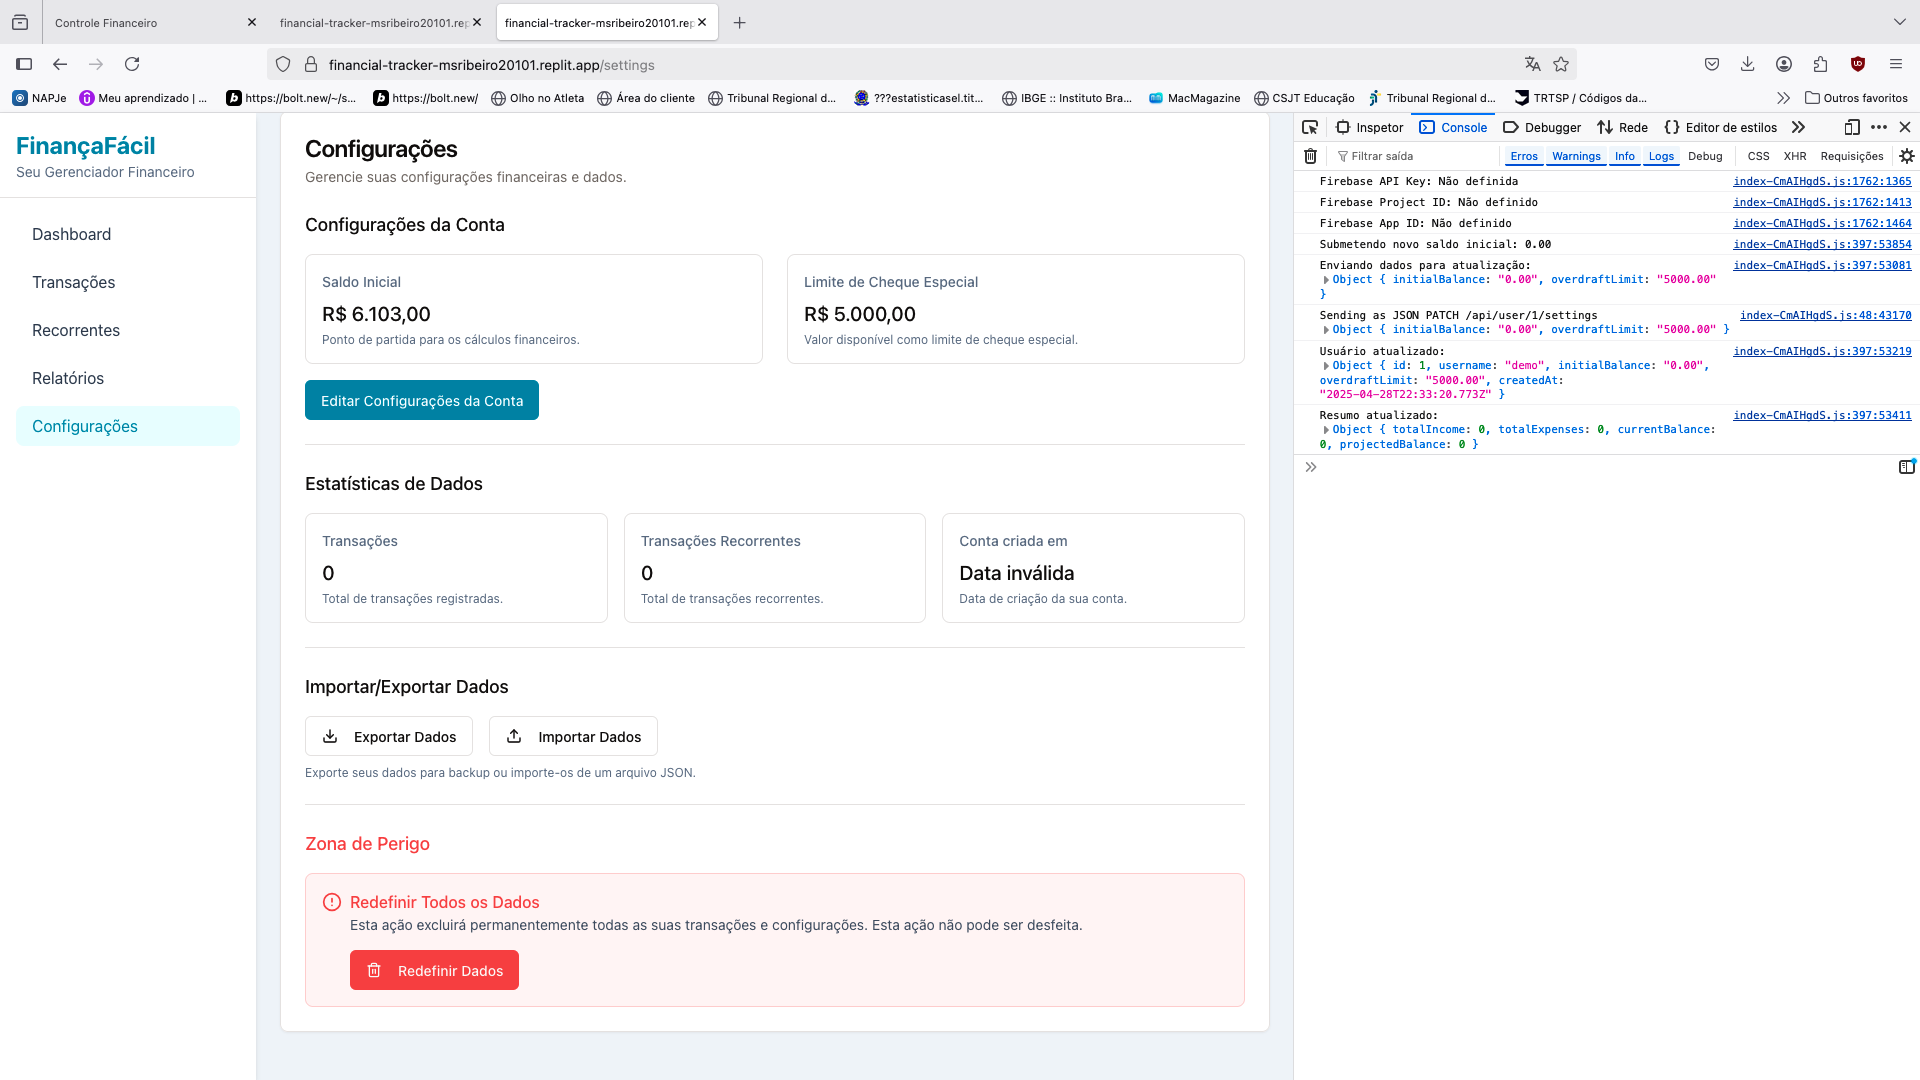 Controle Financeiro
financial-tracker-msribeiro20101.rep
financial-tracker-msribeiro20101.rep
financial-tracker-msribeiro20101.replit.app/settings
NAPJe
Meu aprendizado | ...
https://bolt.new/~/s...
https://bolt.new/
Olho no Atleta
Área do cliente
Tribunal Regional d...
???estatisticasel.tit...
IBGE :: Instituto Bra...
MacMagazine
CSJT Educação
Tribunal Regional d...
TRTSP / Códigos da...
Outros favoritos
FinançaFácil
Seu Gerenciador Financeiro
Dashboard
Transações
Recorrentes
Relatórios
Configurações
Configurações
Gerencie suas configurações financeiras e dados.
Configurações da Conta
Saldo Inicial
R$ 6.103,00
Ponto de partida para os cálculos financeiros.
Limite de Cheque Especial
R$ 5.000,00
Valor disponível como limite de cheque especial.
Editar Configurações da Conta
Estatísticas de Dados
Transações
0
Total de transações registradas.
Transações Recorrentes
0
Total de transações recorrentes.
Conta criada em
Data inválida
Data de criação da sua conta.
Importar/Exportar Dados
Exportar Dados
Importar Dados
Exporte seus dados para backup ou importe-os de um arquivo JSON.
Zona de Perigo
Redefinir Todos os Dados
Esta ação excluirá permanentemente todas as suas transações e configurações. Esta ação não pode ser desfeita.
Redefinir Dados
Inspetor
Console
Debugger
Rede
Editor de estilos
Filtrar saída
Erros
Warnings
Info
Logs
Debug
CSS
XHR
Requisições
Firebase API Key: Não definida index-CmAIHqdS.js:1762:1365
Firebase Project ID: Não definido index-CmAIHqdS.js:1762:1413
Firebase App ID: Não definido index-CmAIHqdS.js:1762:1464
Submetendo novo saldo inicial: 0.00 index-CmAIHqdS.js:397:53854
Enviando dados para atualização: index-CmAIHqdS.js:397:53081
Object { initialBalance: "0.00", overdraftLimit: "5000.00"
}
Sending as JSON PATCH /api/user/1/settings index-CmAIHqdS.js:48:43170
Object { initialBalance: "0.00", overdraftLimit: "5000.00" }
Usuário atualizado: index-CmAIHqdS.js:397:53219
Object { id: 1, username: "demo", initialBalance: "0.00",
overdraftLimit: "5000.00", createdAt:
"2025-04-28T22:33:20.773Z" }
Resumo atualizado: index-CmAIHqdS.js:397:53411
Object { totalIncome: 0, totalExpenses: 0, currentBalance:
0, projectedBalance: 0 }